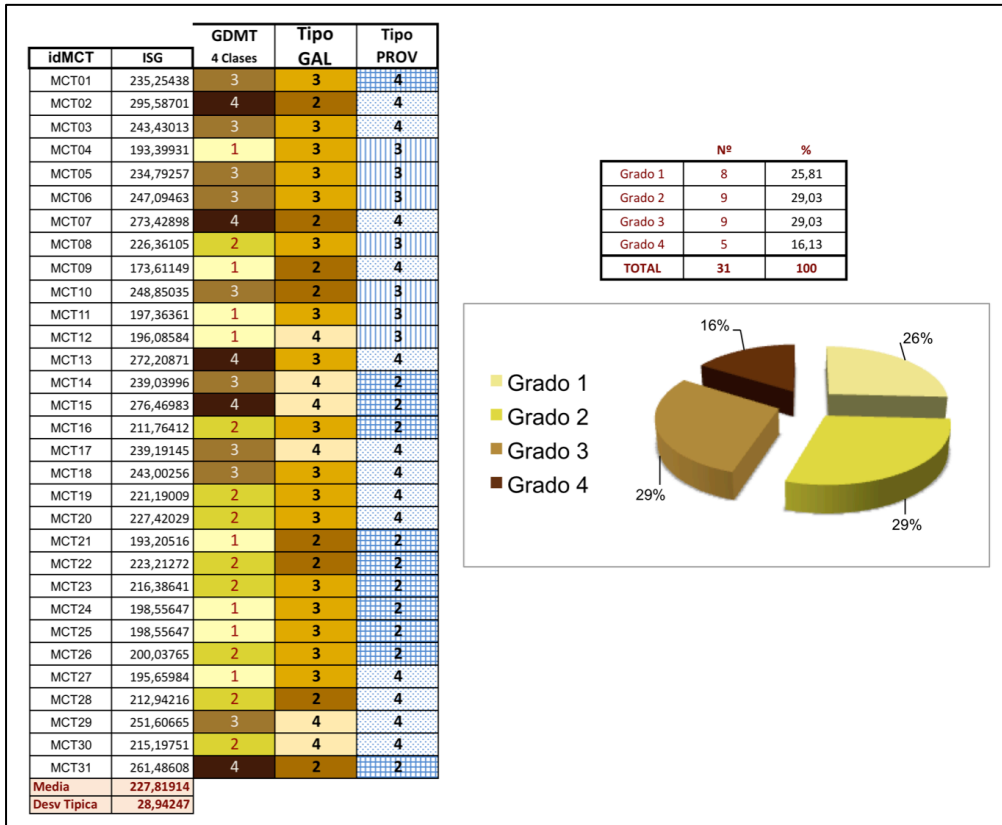 GDMT Tipo Tipo
idMCT ISG 4 Clases GAL PROV
MCT01 235,25438 3 3 4
MCT02 295,58701 4 2 4
MCT03 243,43013 3 3 4
MCT04 193,39931 1 3 3
MCT05 234,79257 3 3 3
MCT06 247,09463 3 3 3
MCT07 273,42898 4 2 4
MCT08 226,36105 2 3 3
MCT09 173,61149 1 2 4
MCT10 248,85035 3 2 3
MCT11 197,36361 1 3 3
MCT12 196,08584 1 4 3
MCT13 272,20871 4 3 4
MCT14 239,03996 3 4 2
MCT15 276,46983 4 4 2
MCT16 211,76412 2 3 2
MCT17 239,19145 3 4 4
MCT18 243,00256 3 3 4
MCT19 221,19009 2 3 4
MCT20 227,42029 2 3 4
MCT21 193,20516 1 2 2
MCT22 223,21272 2 2 2
MCT23 216,38641 2 3 2
MCT24 198,55647 1 3 2
MCT25 198,55647 1 3 2
MCT26 200,03765 2 3 2
MCT27 195,65984 1 3 4
MCT28 212,94216 2 2 4
MCT29 251,60665 3 4 4
MCT30 215,19751 2 4 4
MCT31 261,48608 4 2 2
Media 227,81914
Desv Tipica 28,94247
Nº %
Grado 1 8 25,81
Grado 2 9 29,03
Grado 3 9 29,03
Grado 4 5 16,13
TOTAL 31 100
Grado 1
Grado 2
Grado 3
Grado 4
16%
26%
29%
29%